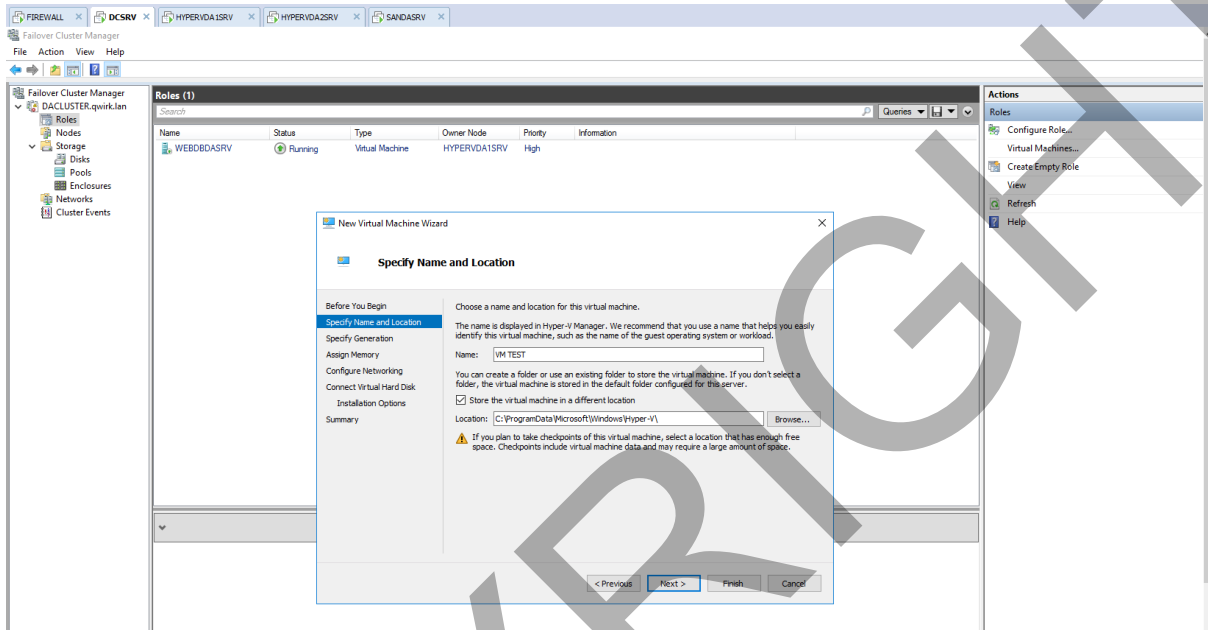 FIREWALL DCSRV HYPERVDA1SRV HYPERVDA2SRV SANDASRV
Failover Cluster Manager
File Action View Help
Failover Cluster Manager
DACLUSTER.qwirk.lan
Roles
Nodes
Storage
Disks
Pools
Enclosures
Networks
Cluster Events
Roles (1)
Search
Queries
Name Status Type Owner Node Priority Information
WEBDBDASRV Running Virtual Machine HYPERVDA1SRV High
Actions
Roles
Configure Role...
Virtual Machines...
Create Empty Role
View
Refresh
Help
New Virtual Machine Wizard
Specify Name and Location
Before You Begin
Specify Name and Location
Specify Generation
Assign Memory
Configure Networking
Connect Virtual Hard Disk
Installation Options
Summary
Choose a name and location for this virtual machine.
The name is displayed in Hyper-V Manager. We recommend that you use a name that helps you easily
identify this virtual machine, such as the name of the guest operating system or workload.
Name: VM TEST
You can create a folder or use an existing folder to store the virtual machine. If you don't select a
folder, the virtual machine is stored in the default folder configured for this server.
Store the virtual machine in a different location
Location: C:\ProgramData\Microsoft\Windows\Hyper-V\ Browse...
If you plan to take checkpoints of this virtual machine, select a location that has enough free
space. Checkpoints include virtual machine data and may require a large amount of space.
< Previous Next > Finish Cancel
YRIGHT